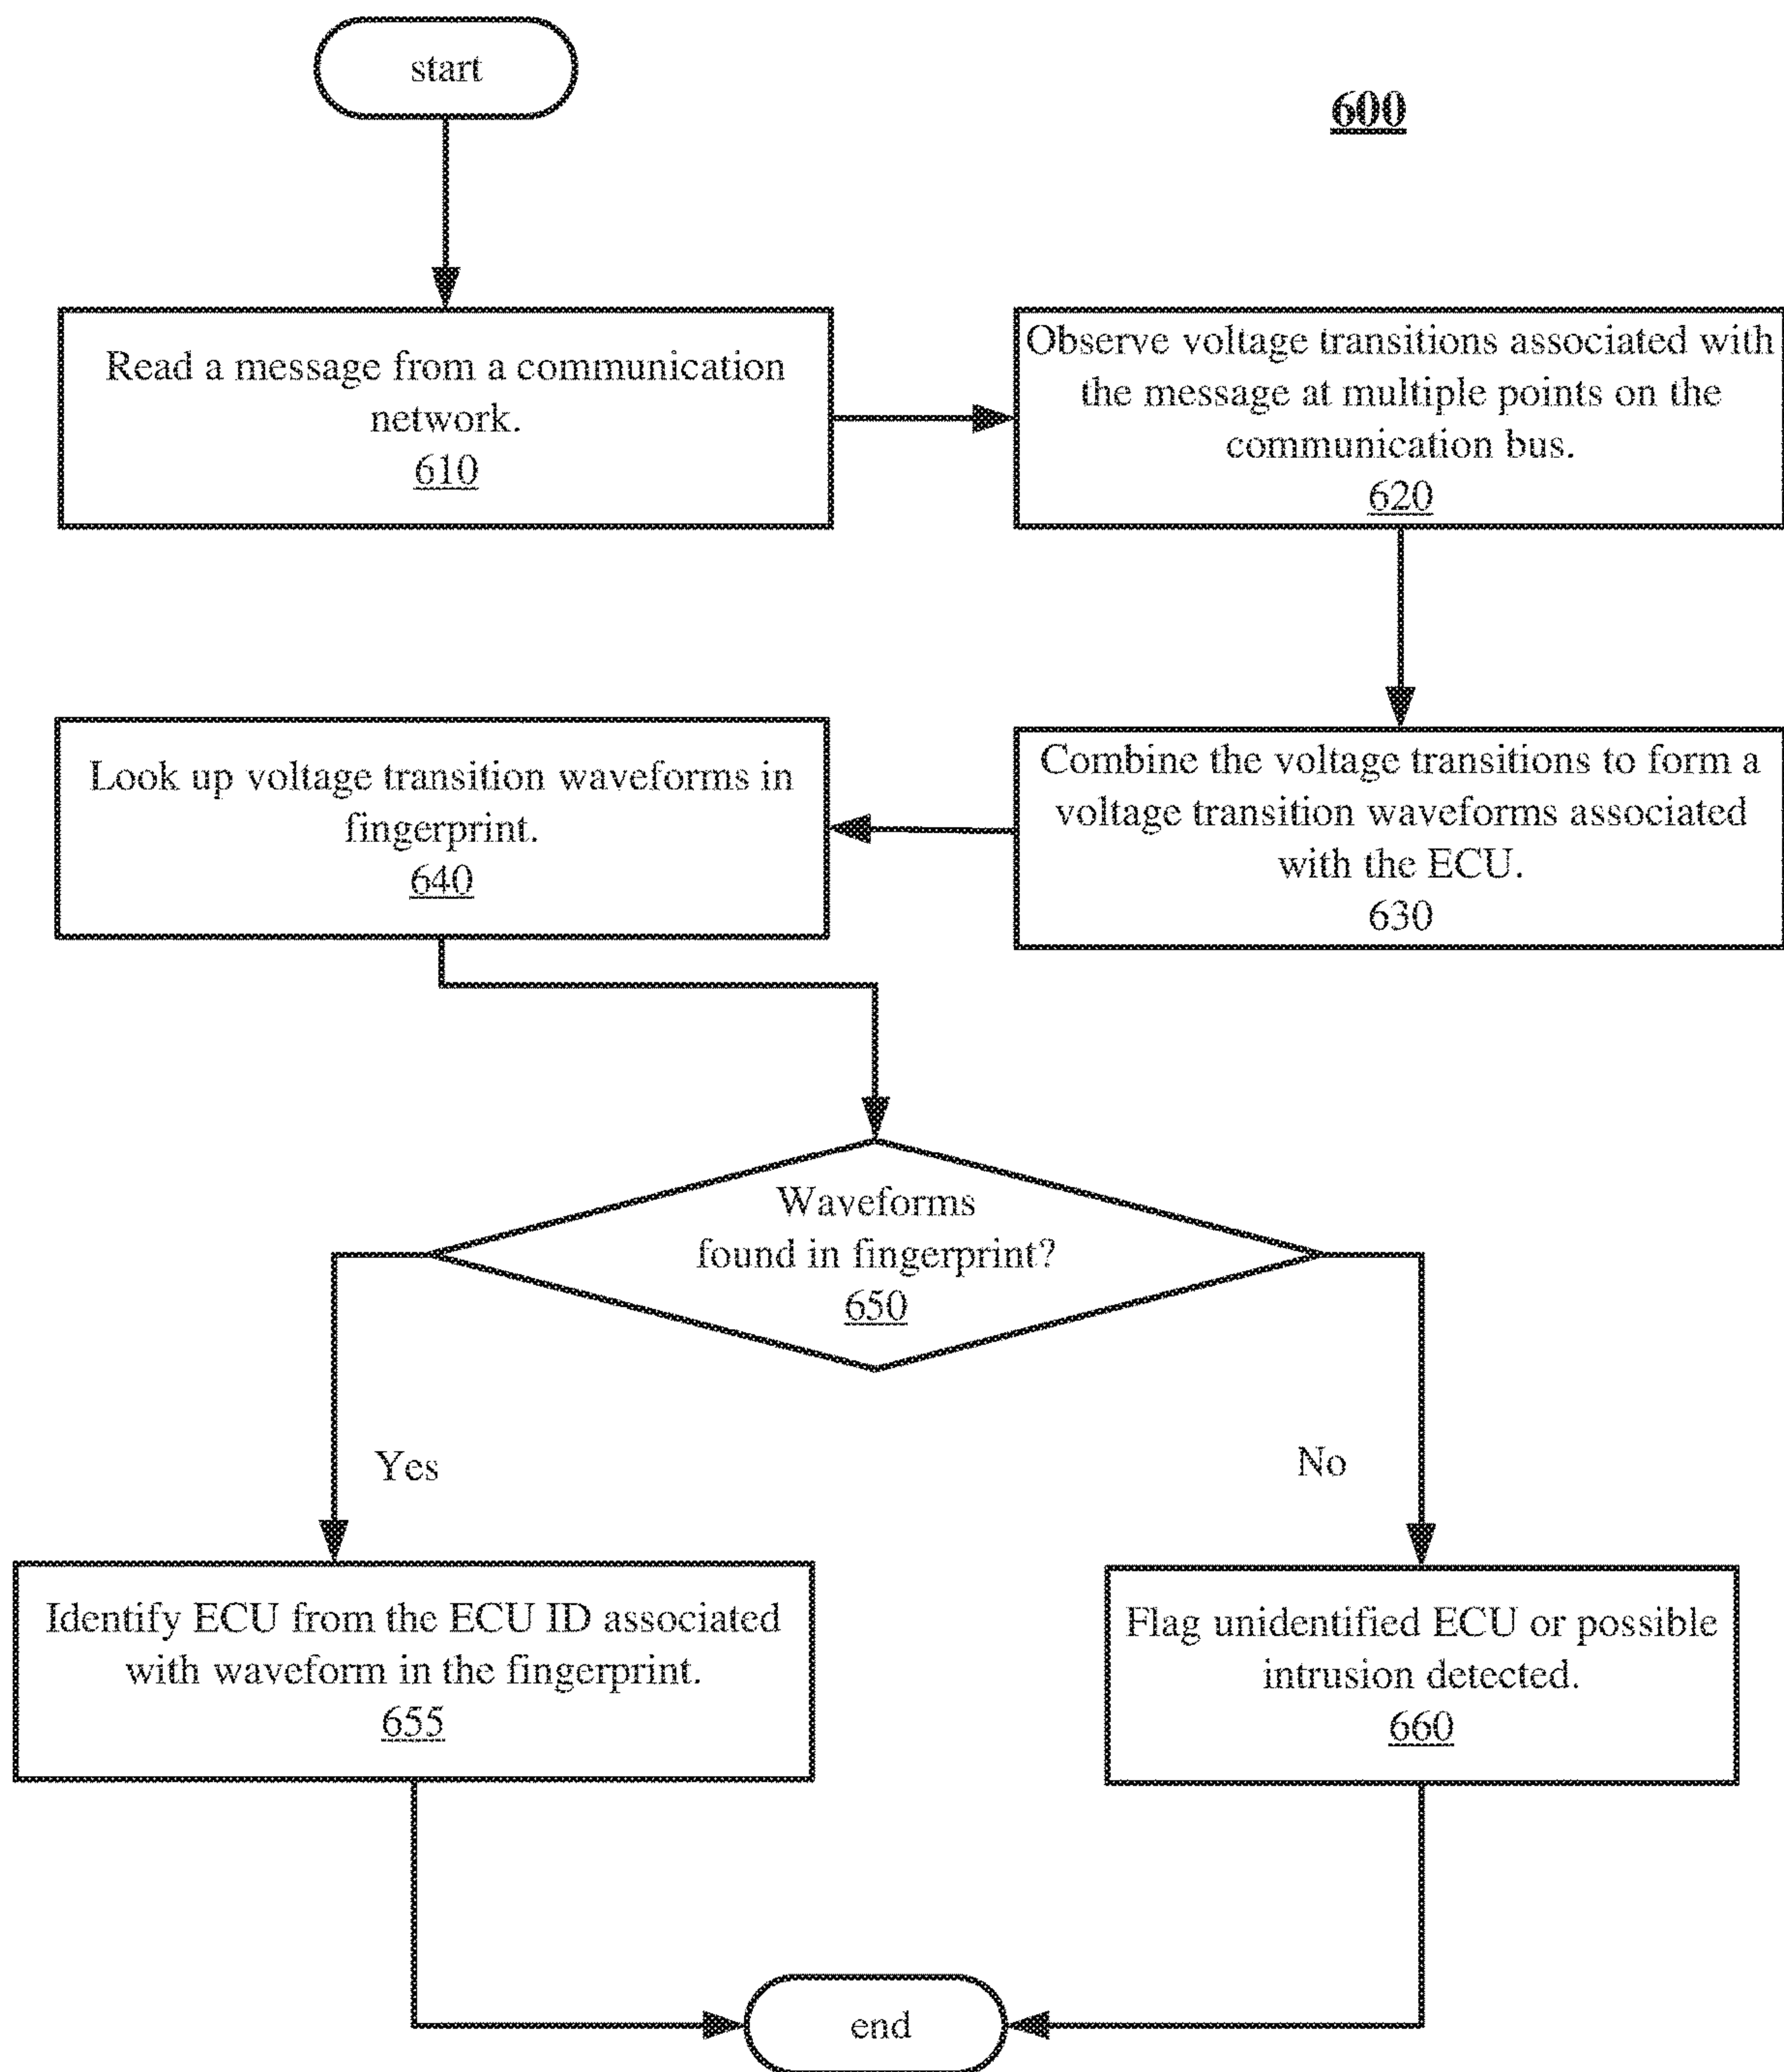 start
600
Read a message from a communication
network.
610
Observe voltage transitions associated with
the message at multiple points on the
communication bus.
620
Combine the voltage transitions to form a
voltage transition waveforms associated
with the ECU.
630
Look up voltage transition waveforms in
fingerprint.
640
Waveforms
found in fingerprint?
650
Yes
No
Identify ECU from the ECU ID associated
with waveform in the fingerprint.
655
Flag unidentified ECU or possible
intrusion detected.
660
end